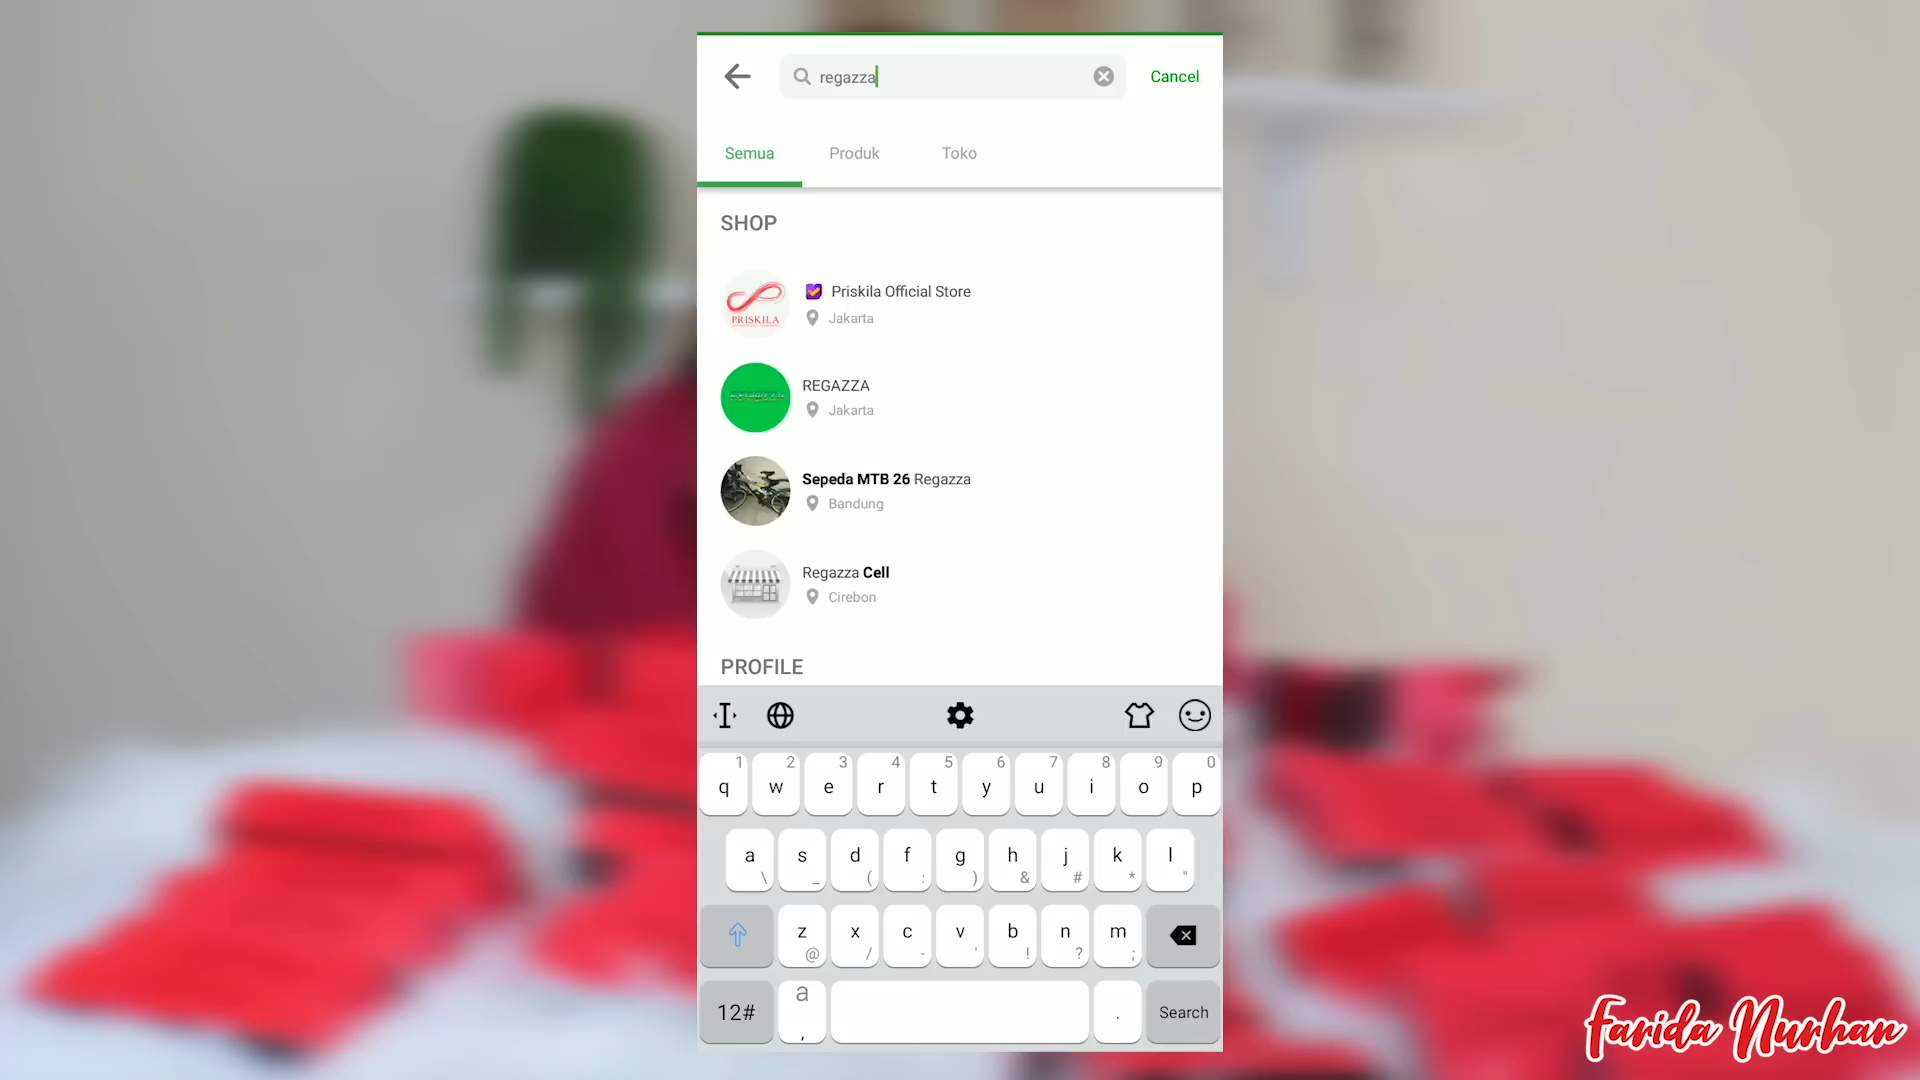 regazza
Cancel
Semua Produk Toko
SHOP
PRISKILA
Priskila Official Store
Jakarta
REGAZZA
Jakarta
Sepeda MTB 26 Regazza
Bandung
Regazza Cell
Cirebon
PROFILE
1 2 3 4 5 6 7 8 9 0
q w e r t y u i o p
a s d f g h j k l
\ _ ( : ) & # * "
z x c v b n m
@ / - ' ! ? ;
12# a , . Search
Farida Nurhan